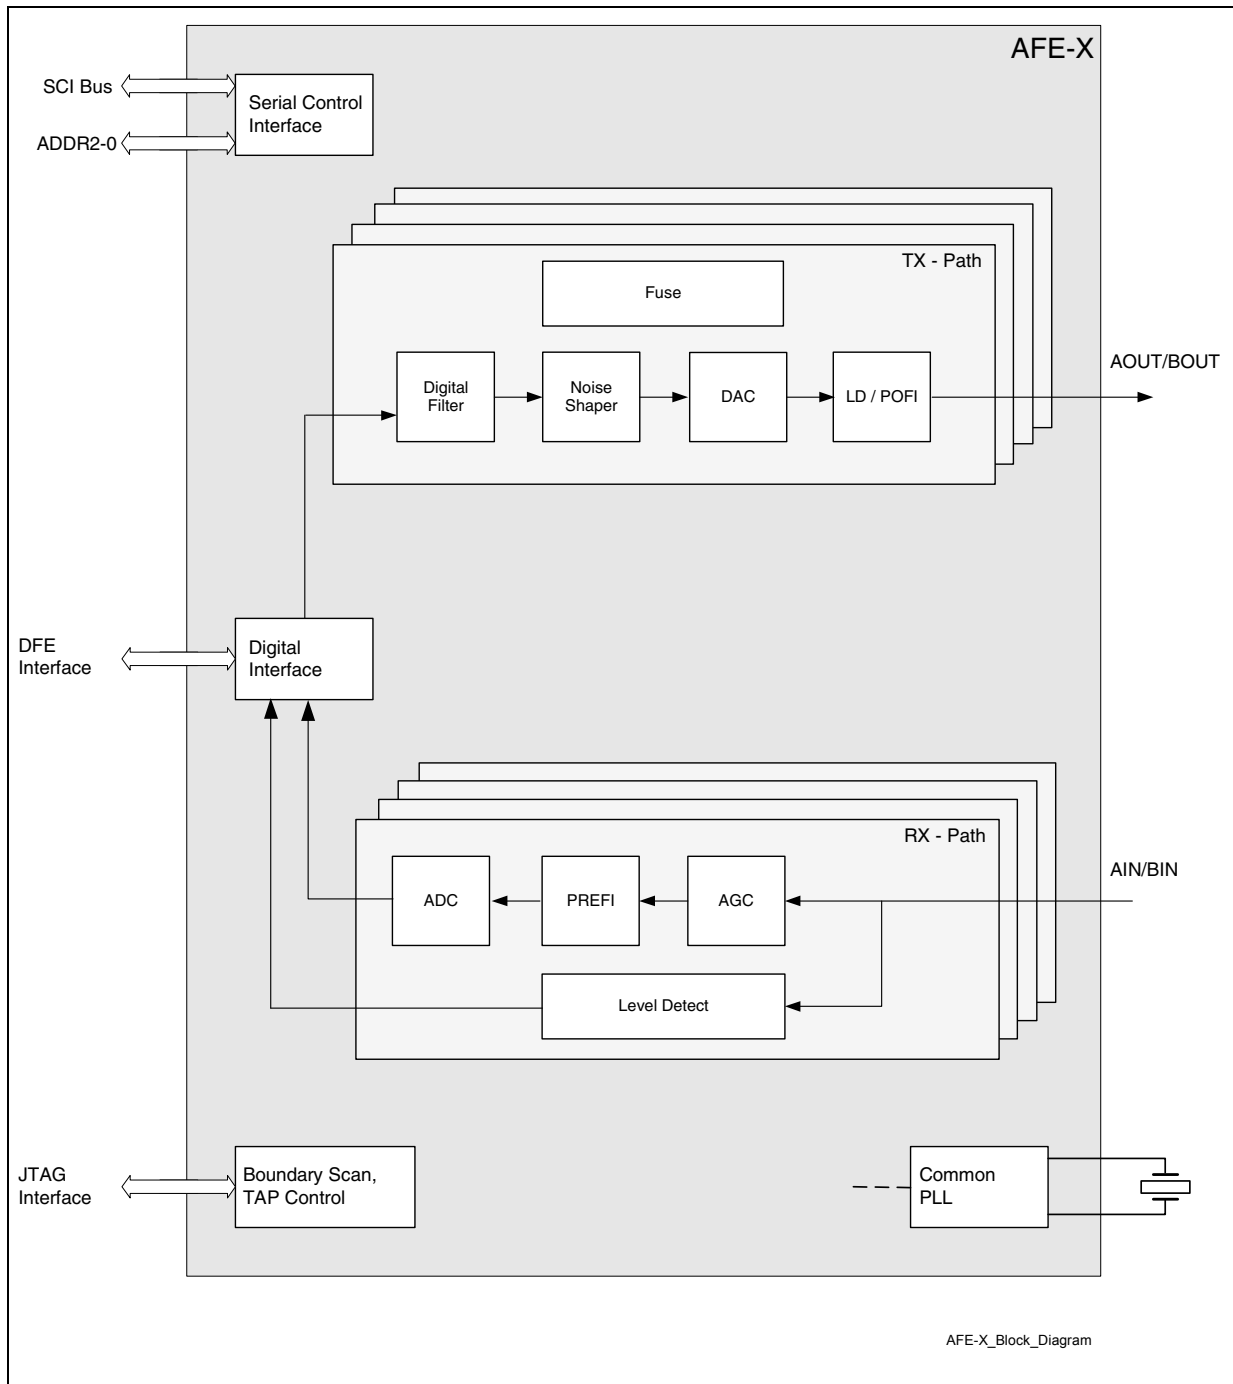 AFE-X
SCI Bus
ADDR2-0
Serial Control
Interface
TX - Path
Fuse
Digital
Filter
Noise
Shaper
DAC
LD / POFI
AOUT/BOUT
DFE
Interface
Digital
Interface
RX - Path
ADC
PREFI
AGC
AIN/BIN
Level Detect
JTAG
Interface
Boundary Scan,
TAP Control
Common
PLL
AFE-X_Block_Diagram